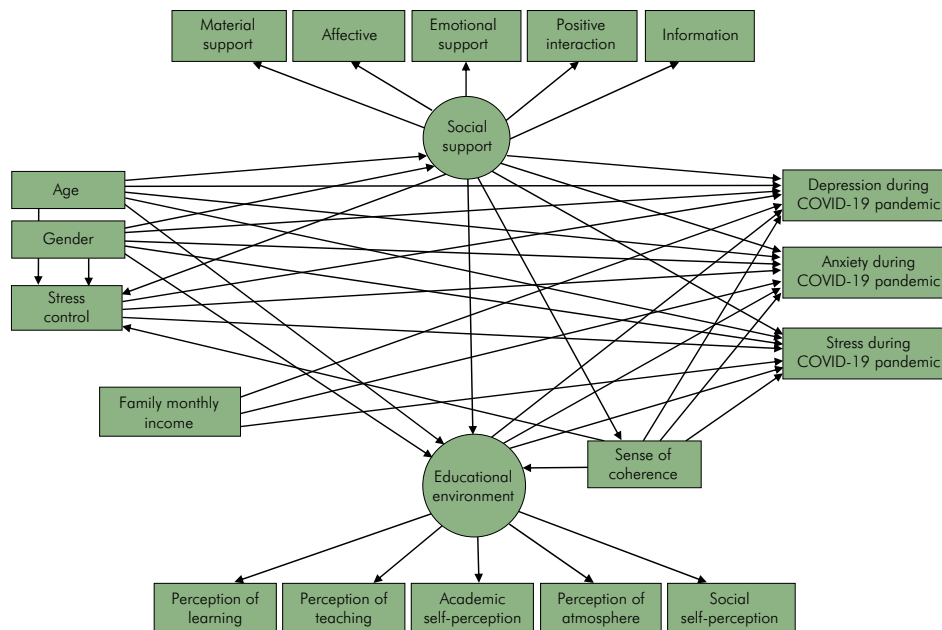 Material
support
Affective
Emotional
support
Positive
interaction
Information
Social
support
Age
Gender
Stress
control
Depression during
COVID-19 pandemic
Anxiety during
COVID-19 pandemic
Stress during
COVID-19 pandemic
Family monthly
income
Educational
environment
Sense of
coherence
Perception of
learning
Perception of
teaching
Academic
self-perception
Perception of
atmosphere
Social
self-perception